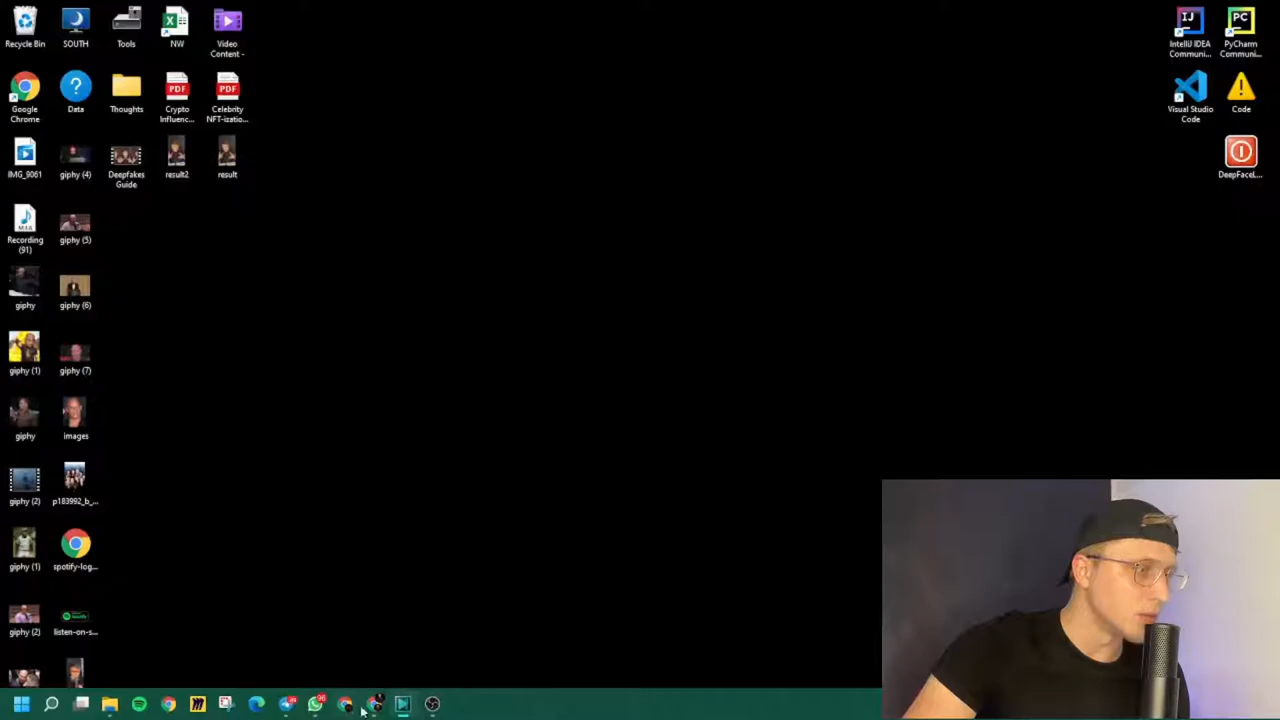 Recycle Bin
SOUTH
Tools
NW
Video
Content -
Google
Chrome
Data
Thoughts
Crypto
Influenc...
Celebrity
NFT-izatio...
IMG_9061
giphy (4)
Deepfakes
Guide
result2
result
Recording
(91)
giphy (5)
giphy
giphy (6)
giphy (1)
giphy (7)
giphy
images
giphy (2)
p183992_b_...
giphy (1)
spotify-log...
giphy (2)
listen-on-s...
IntelliJ IDEA
Communi...
PyCharm
Communi...
Visual Studio
Code
Code
DeepFaceL...
PDF
PDF
IJ
PC